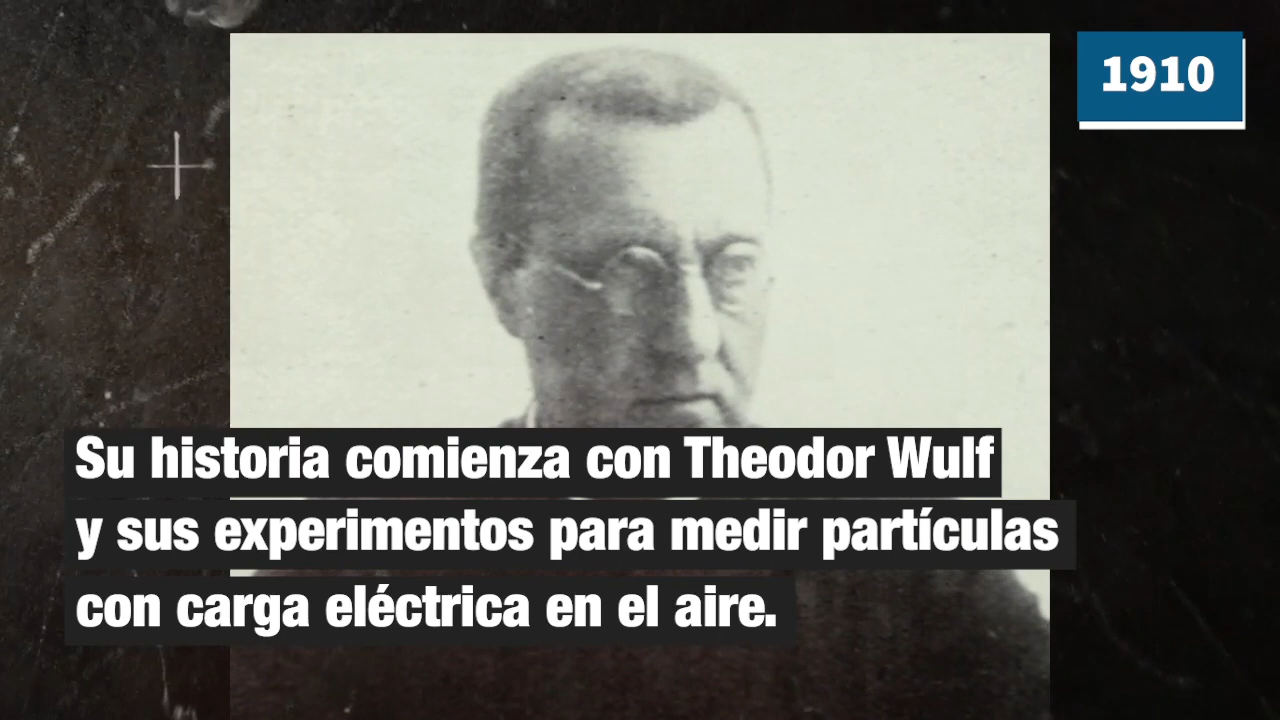 1910
Su historia comienza con Theodor Wulf
y sus experimentos para medir partículas
con carga eléctrica en el aire.